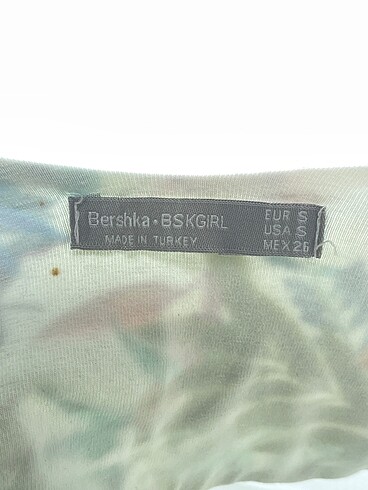 Bershka • BSKGIRL
MADE IN TURKEY
EUR S
USA S
MEX 26